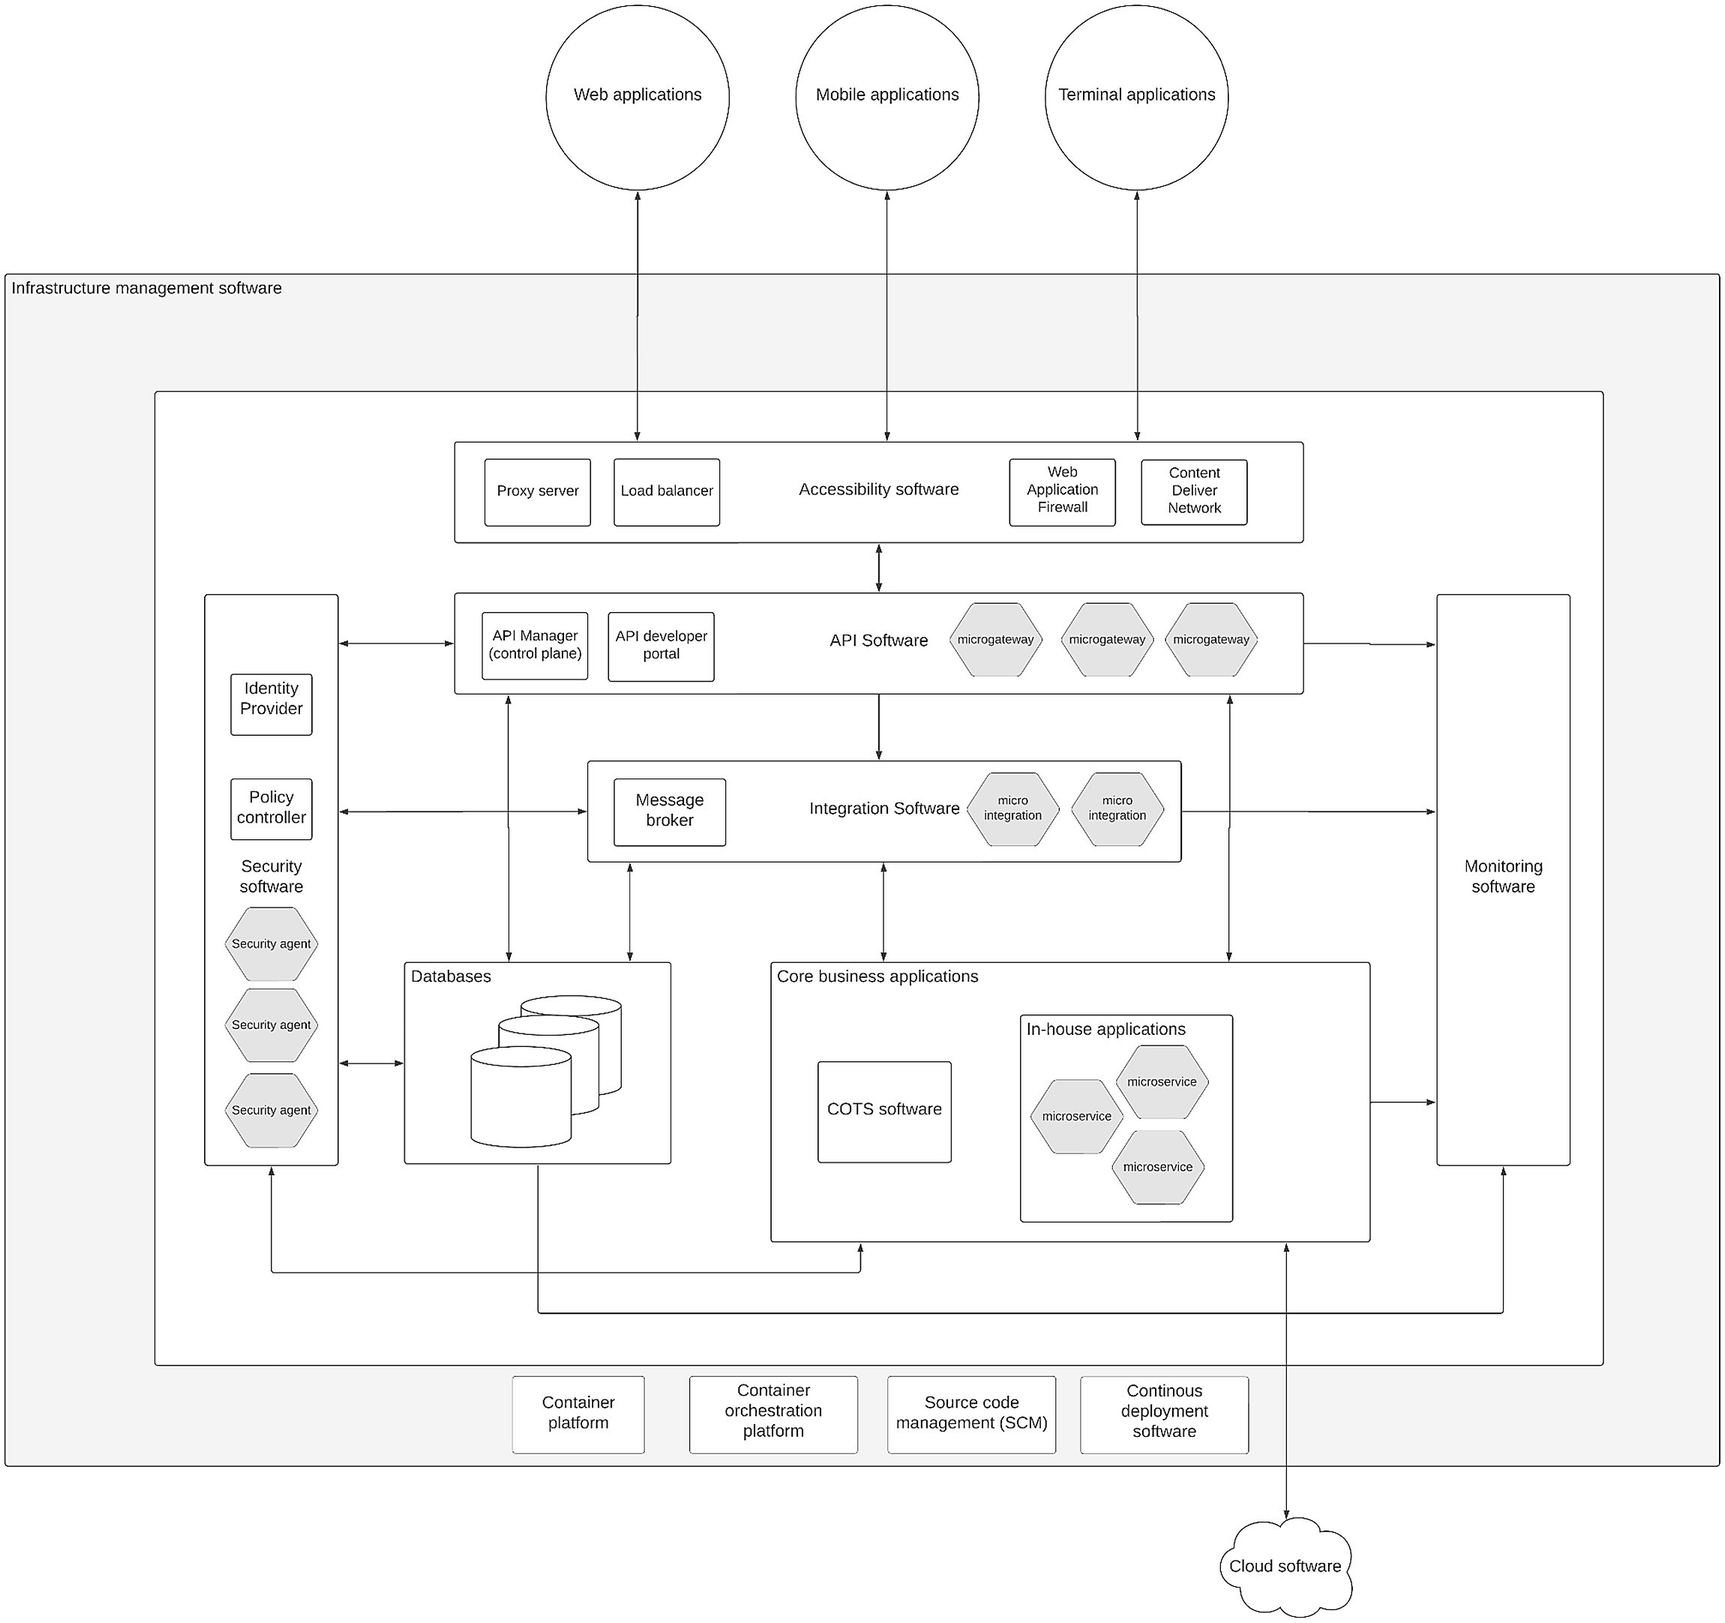 Web applications
Mobile applications
Terminal applications
Infrastructure management software
Proxy server
Load balancer
Accessibility software
Web
Application
Firewall
Content
Deliver
Network
API Manager
(control plane)
API developer
portal
API Software
microgateway
microgateway
microgateway
Identity
Provider
Policy
controller
Security
software
Security agent
Security agent
Security agent
Message
broker
Integration Software
micro
integration
micro
integration
Monitoring
software
Databases
Core business applications
COTS software
In-house applications
microservice
microservice
microservice
Container
platform
Container
orchestration
platform
Source code
management (SCM)
Continous
deployment
software
Cloud software